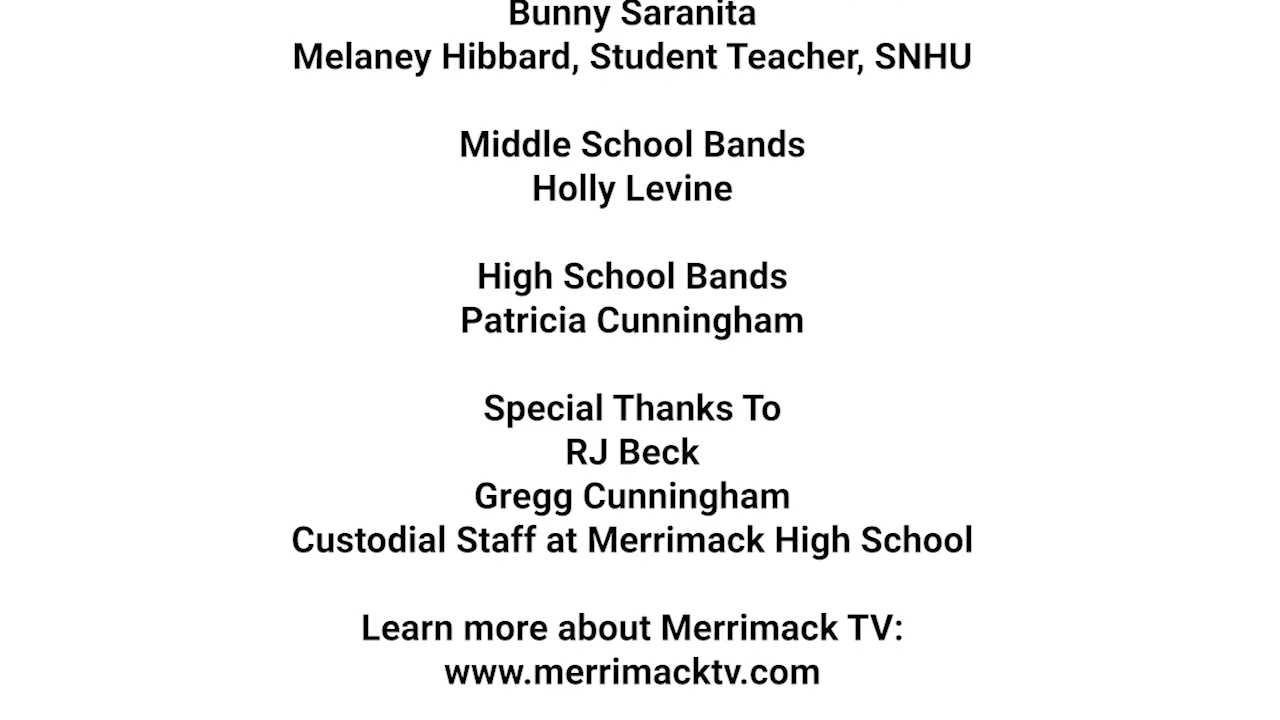 Bunny Saranita
Melaney Hibbard, Student Teacher, SNHU
Middle School Bands
Holly Levine
High School Bands
Patricia Cunningham
Special Thanks To
RJ Beck
Gregg Cunningham
Custodial Staff at Merrimack High School
Learn more about Merrimack TV:
www.merrimacktv.com